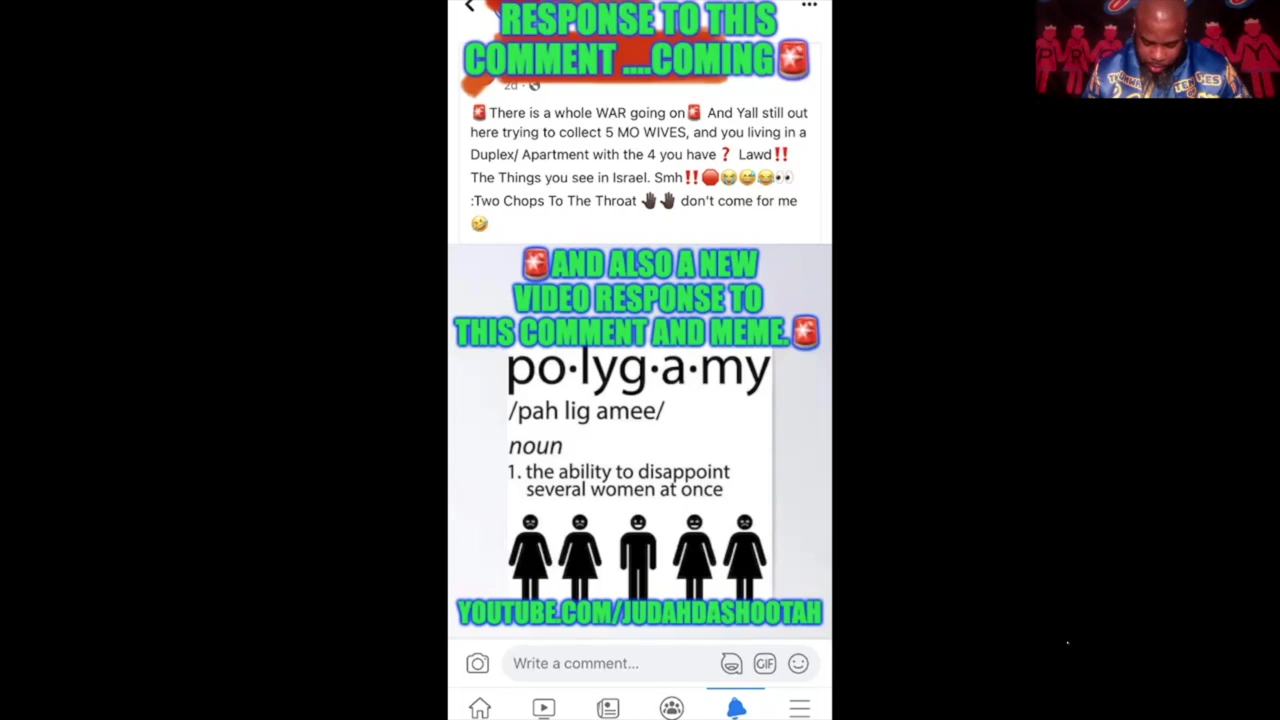 RESPONSE TO THIS
COMMENT ....COMING🚨
2d ·
🚨There is a whole WAR going on🚨 And Yall still out
here trying to collect 5 MO WIVES, and you living in a
Duplex/ Apartment with the 4 you have❓ Lawd‼️
The Things you see in Israel. Smh‼️🛑😭😅😂👀
:Two Chops To The Throat 🤚🏿🤚🏿 don't come for me
🤣
🚨AND ALSO A NEW
VIDEO RESPONSE TO
THIS COMMENT AND MEME.🚨
po·lyg·a·my
/pah lig amee/
noun
1. the ability to disappoint
several women at once
YOUTUBE.COM/JUDAHDASHOOTAH
Write a comment...
GIF